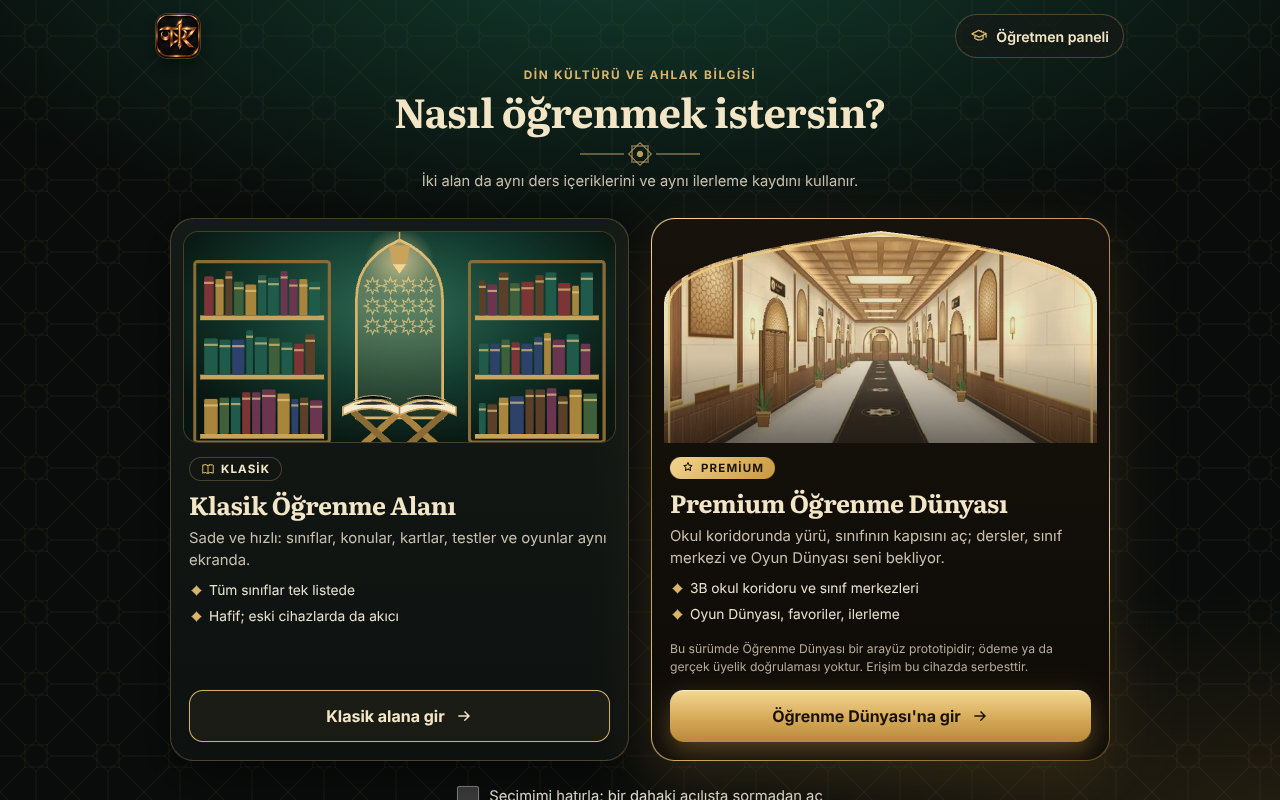 Öğretmen paneli
DİN KÜLTÜRÜ VE AHLAK BİLGİSİ
Nasıl öğrenmek istersin?
İki alan da aynı ders içeriklerini ve aynı ilerleme kaydını kullanır.
KLASİK
Klasik Öğrenme Alanı
Sade ve hızlı: sınıflar, konular, kartlar, testler ve oyunlar aynı
ekranda.
Tüm sınıflar tek listede
Hafif; eski cihazlarda da akıcı
Klasik alana gir
PREMİUM
Premium Öğrenme Dünyası
Okul koridorunda yürü, sınıfının kapısını aç; dersler, sınıf
merkezi ve Oyun Dünyası seni bekliyor.
3B okul koridoru ve sınıf merkezleri
Oyun Dünyası, favoriler, ilerleme
Bu sürümde Öğrenme Dünyası bir arayüz prototipidir; ödeme ya da
gerçek üyelik doğrulaması yoktur. Erişim bu cihazda serbesttir.
Öğrenme Dünyası'na gir
Seçimimi hatırla; bir dahaki açılışta sormadan aç